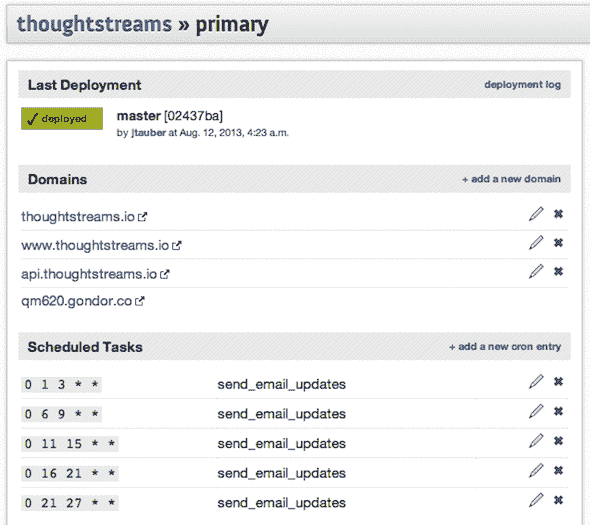 thoughtstreams » primary
Last Deployment deployment log
✓ deployed master [02437ba]
by jtauber at Aug. 12, 2013, 4:23 a.m.
Domains + add a new domain
thoughtstreams.io
www.thoughtstreams.io
api.thoughtstreams.io
qm620.gondor.co
Scheduled Tasks + add a new cron entry
0 1 3 * * send_email_updates
0 6 9 * * send_email_updates
0 11 15 * * send_email_updates
0 16 21 * * send_email_updates
0 21 27 * * send_email_updates